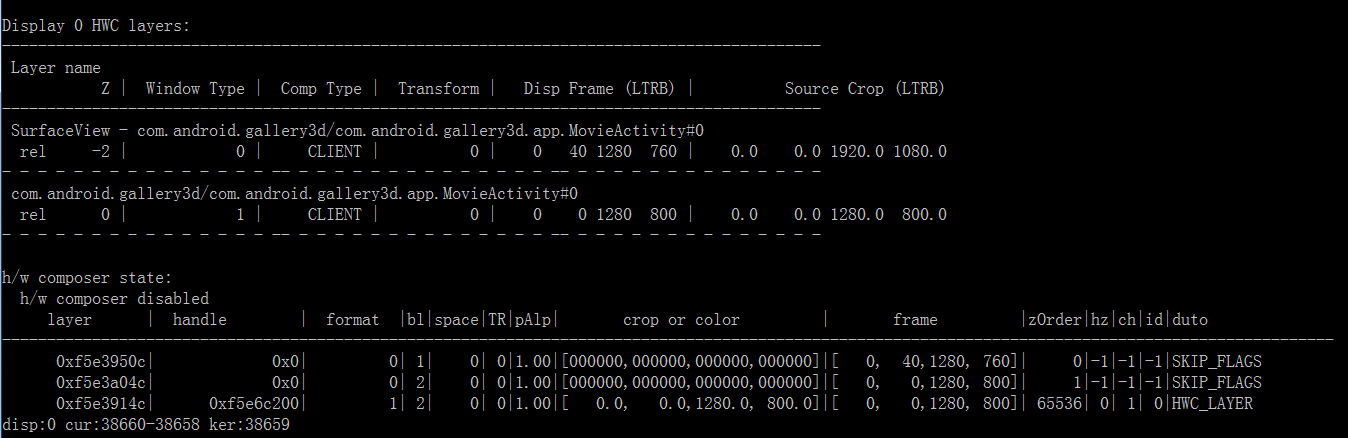 Display 0 HWC layers:
-------------------------------------------------------------------------------------------
 Layer name
           Z |  Window Type |  Comp Type |  Transform |   Disp Frame (LTRB) |          Source Crop (LTRB)
-------------------------------------------------------------------------------------------
 SurfaceView - com.android.gallery3d/com.android.gallery3d.app.MovieActivity#0
  rel     -2 |            0 |     CLIENT |          0 |    0   40 1280  760 |    0.0    0.0 1920.0 1080.0
- - - - - - - - - - - - - - - - - - - - - - - - - - - - - - - - - - - - - - - - - - - - - -
 com.android.gallery3d/com.android.gallery3d.app.MovieActivity#0
  rel      0 |            1 |     CLIENT |          0 |    0    0 1280  800 |    0.0    0.0 1280.0  800.0
- - - - - - - - - - - - - - - - - - - - - - - - - - - - - - - - - - - - - - - - - - - - - -
h/w composer state:
  h/w composer disabled
     layer      |  handle        |  format  |bl|space|TR|pAlp|       crop or color         |       frame         |zOrder|hz|ch|id|duto
----------------------------------------------------------------------------------------------------------------------------------------------------
      0xf5e3950c|             0x0|         0| 1|    0| 0|1.00|[000000,000000,000000,000000]|[   0,  40,1280, 760]|     0|-1|-1|-1|SKIP_FLAGS
      0xf5e3a04c|             0x0|         0| 2|    0| 0|1.00|[000000,000000,000000,000000]|[   0,   0,1280, 800]|     1|-1|-1|-1|SKIP_FLAGS
      0xf5e3914c|      0xf5e6c200|         1| 2|    0| 0|1.00|[   0.0,   0.0,1280.0, 800.0]|[   0,   0,1280, 800]| 65536| 0| 1| 0|HWC_LAYER
disp:0 cur:38660-38658 ker:38659